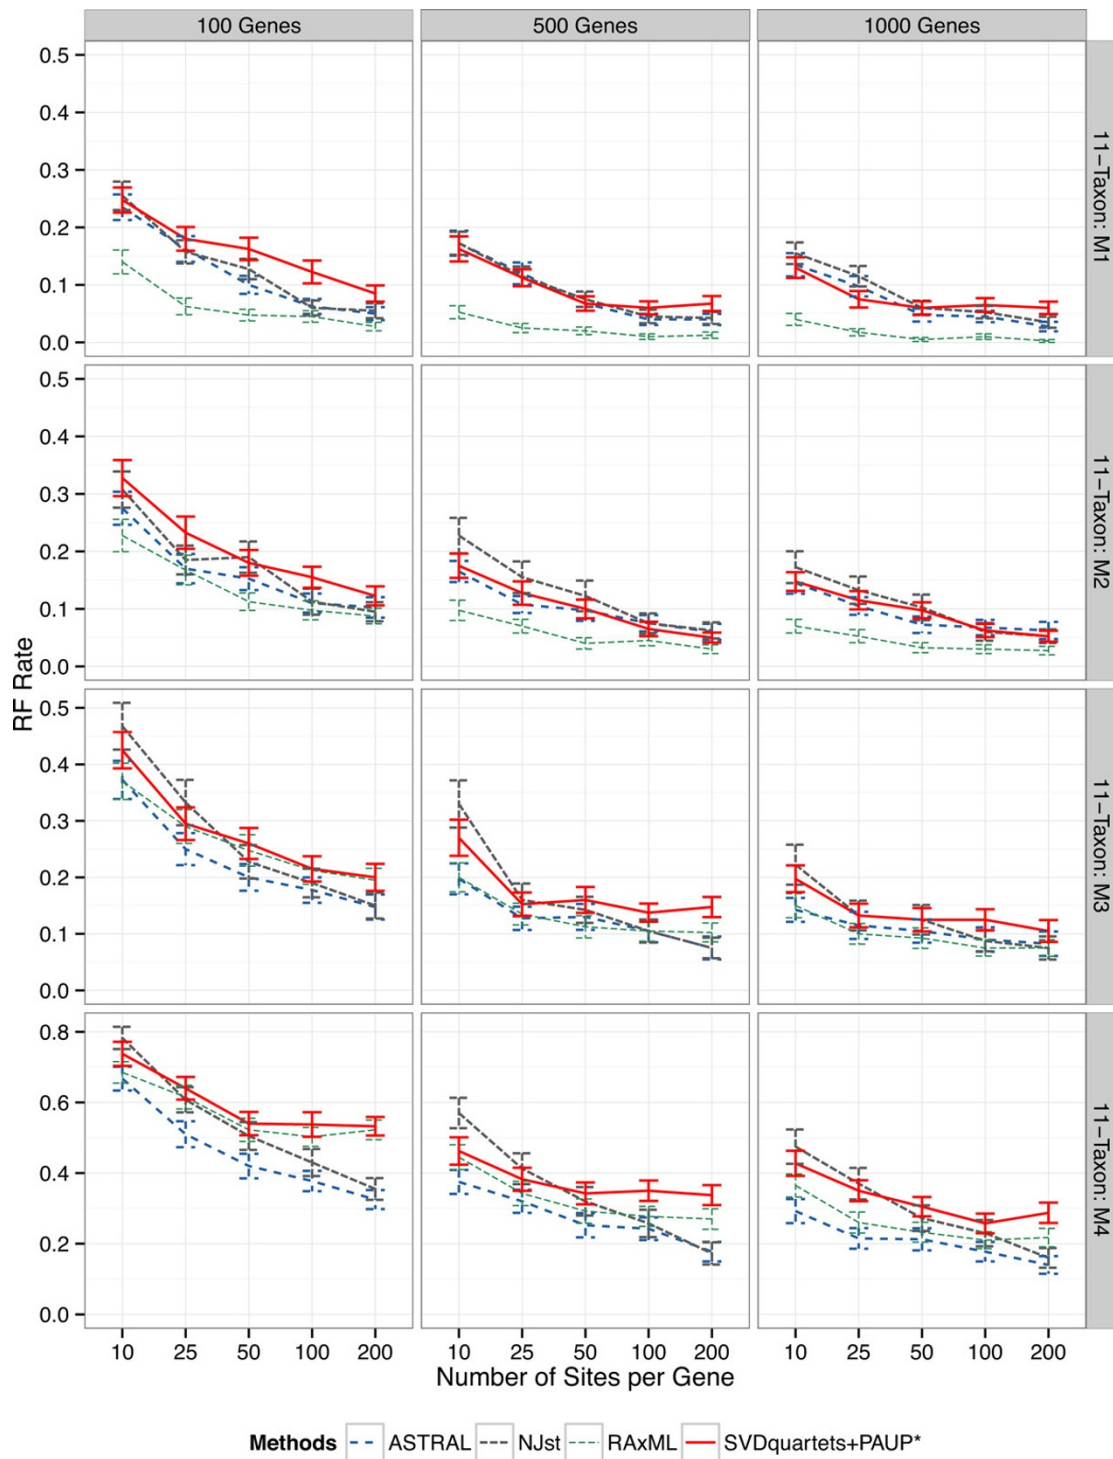 100 Genes 500 Genes 1000 Genes
0.5
0.4
0.3
0.2
0.1
0.0
11-Taxon: M1
0.5
0.4
0.3
0.2
0.1
0.0
11-Taxon: M2
0.5
0.4
0.3
0.2
0.1
0.0
11-Taxon: M3
0.8
0.6
0.4
0.2
0.0
11-Taxon: M4
RF Rate
10 25 50 100 200 10 25 50 100 200 10 25 50 100 200
Number of Sites per Gene
Methods ASTRAL NJst RAxML SVDquartets+PAUP*